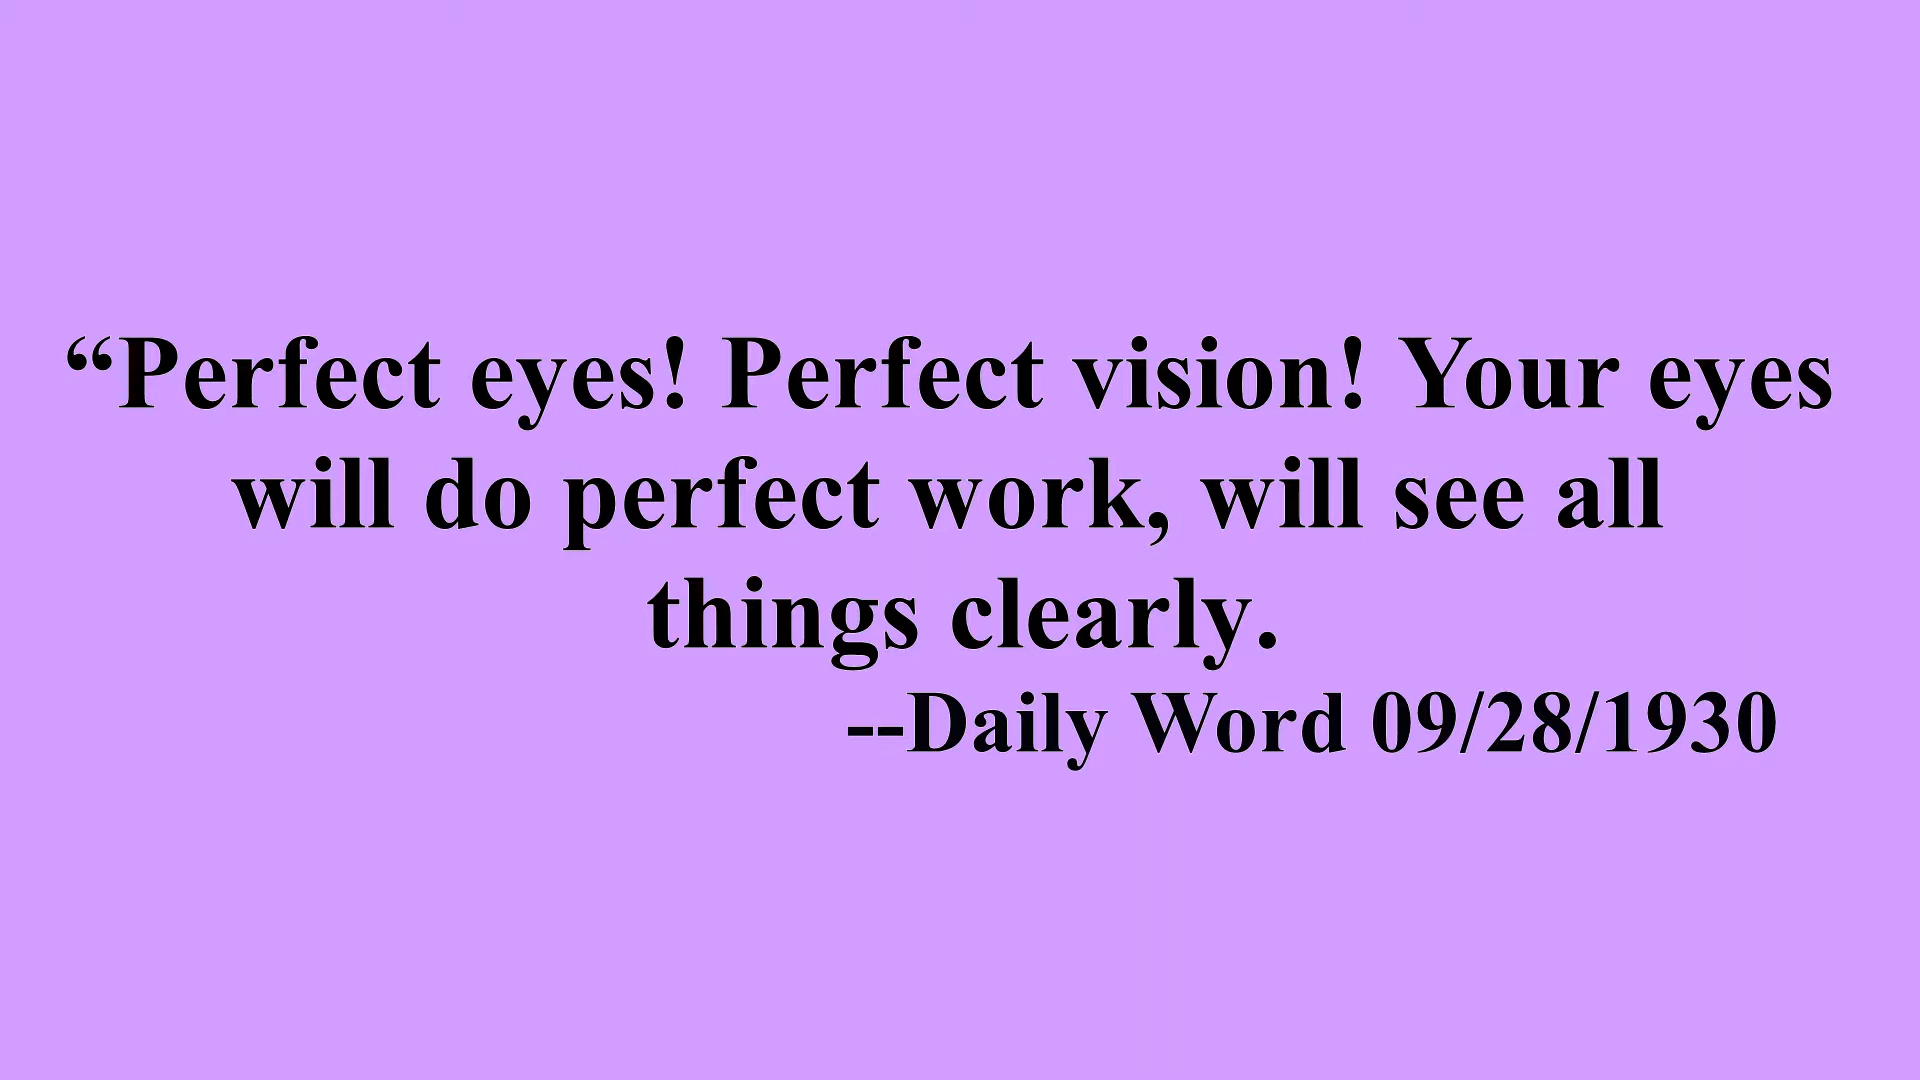 “Perfect eyes! Perfect vision! Your eyes
will do perfect work, will see all
things clearly.
--Daily Word 09/28/1930